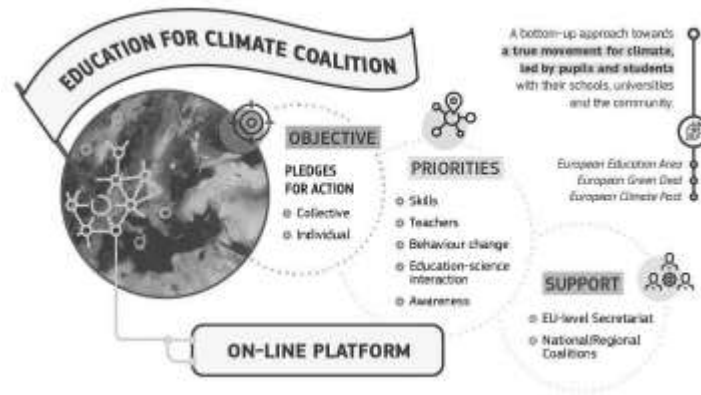 EDUCATION FOR CLIMATE COALITION
A bottom-up approach towards
a true movement for climate,
led by pupils and students
with their schools, universities
and the community.
European Education Area
European Green Deal
European Climate Pact
OBJECTIVE
PLEDGES
FOR ACTION
Collective
Individual
PRIORITIES
Skills
Teachers
Behaviour change
Education-science
interaction
Awareness
SUPPORT
EU-level Secretariat
National/Regional
Coalitions
ON-LINE PLATFORM